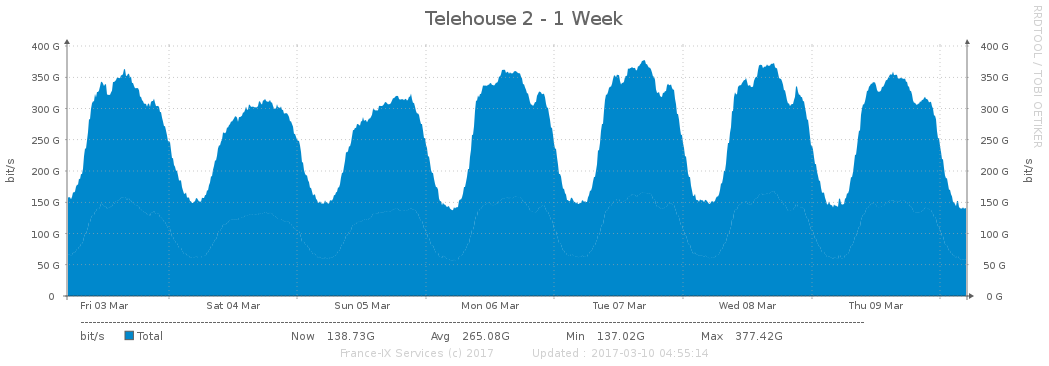 Telehouse 2 - 1 Week
RRDTOOL / TOBI OETIKER
bit/s
bit/s
400 G 400 G
350 G 350 G
300 G 300 G
250 G 250 G
200 G 200 G
150 G 150 G
100 G 100 G
50 G 50 G
0 0 G
Fri 03 Mar Sat 04 Mar Sun 05 Mar Mon 06 Mar Tue 07 Mar Wed 08 Mar Thu 09 Mar
bit/s Total Now 138.73G Avg 265.08G Min 137.02G Max 377.42G
France-IX Services (c) 2017 Updated : 2017-03-10 04:55:14